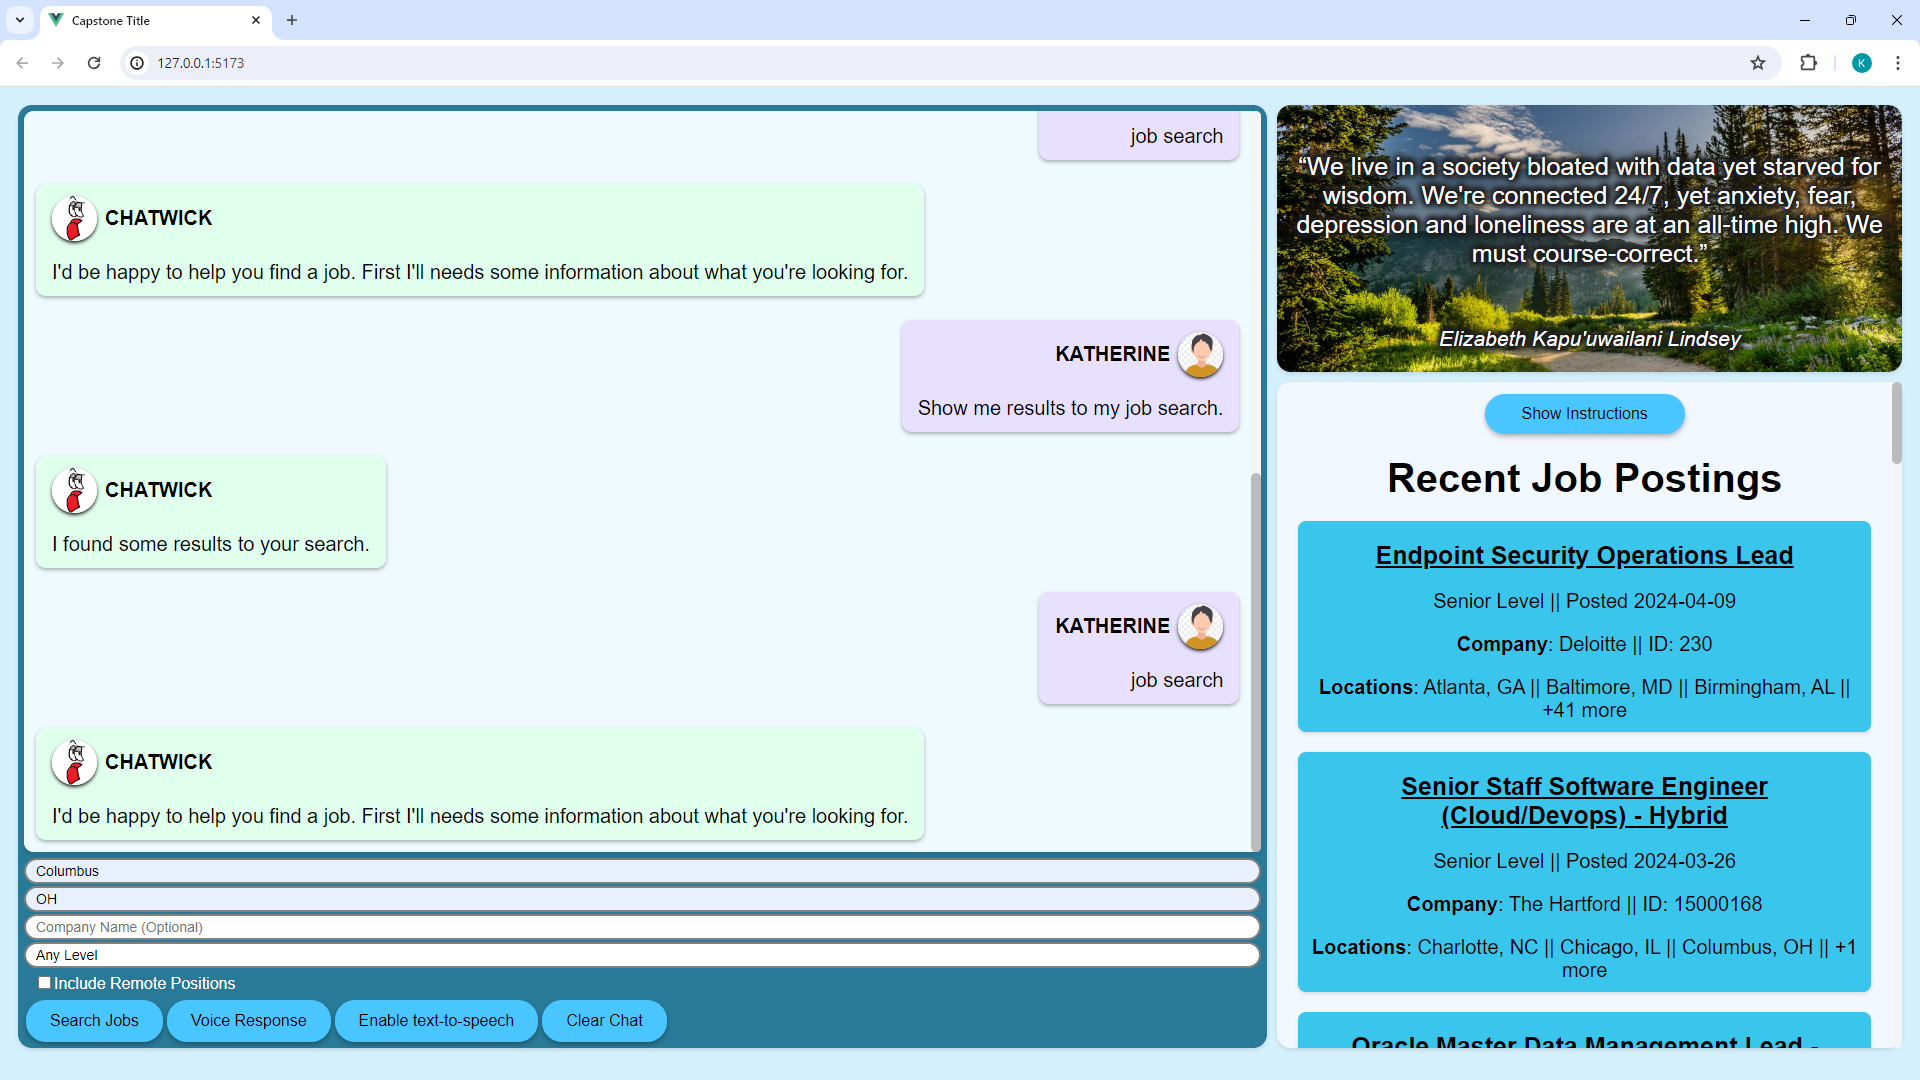 Capstone Title
127.0.0.1:5173
K
job search
CHATWICK
I'd be happy to help you find a job. First I'll needs some information about what you're looking for.
KATHERINE
Show me results to my job search.
CHATWICK
I found some results to your search.
KATHERINE
job search
CHATWICK
I'd be happy to help you find a job. First I'll needs some information about what you're looking for.
Columbus
OH
Company Name (Optional)
Any Level
Include Remote Positions
Search Jobs
Voice Response
Enable text-to-speech
Clear Chat
“We live in a society bloated with data yet starved for
wisdom. We're connected 24/7, yet anxiety, fear,
depression and loneliness are at an all-time high. We
must course-correct.”
Elizabeth Kapu'uwailani Lindsey
Show Instructions
Recent Job Postings
Endpoint Security Operations Lead
Senior Level || Posted 2024-04-09
Company: Deloitte || ID: 230
Locations: Atlanta, GA || Baltimore, MD || Birmingham, AL ||
+41 more
Senior Staff Software Engineer
(Cloud/Devops) - Hybrid
Senior Level || Posted 2024-03-26
Company: The Hartford || ID: 15000168
Locations: Charlotte, NC || Chicago, IL || Columbus, OH || +1
more
Oracle Master Data Management Lead -